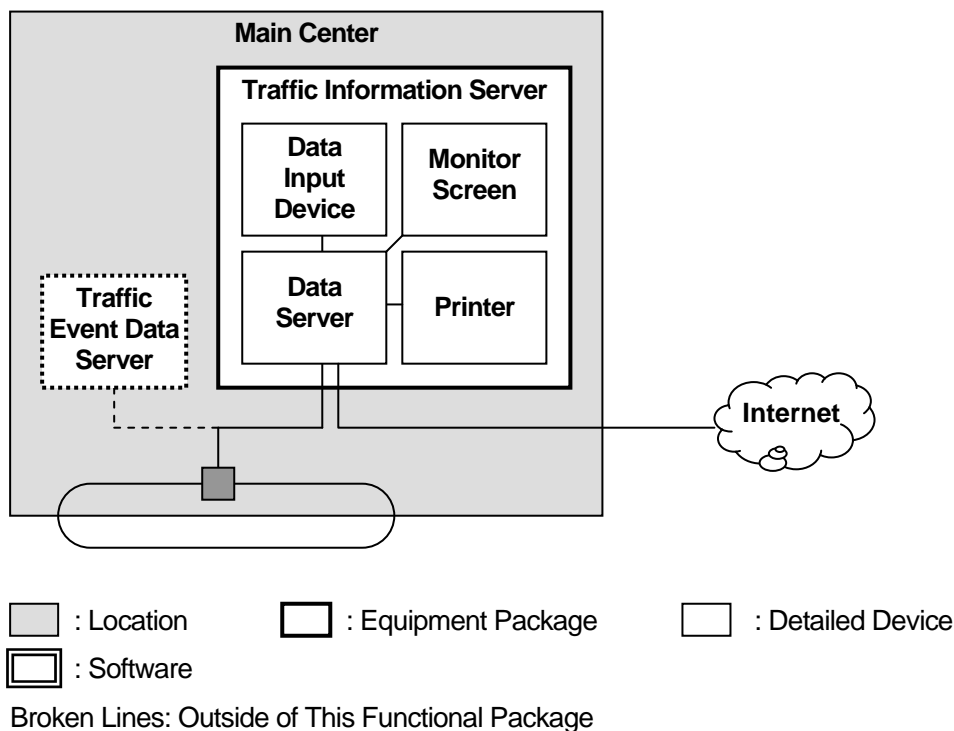 Main Center
Traffic Information Server
Data
Input
Device
Monitor
Screen
Data
Server
Printer
Traffic
Event Data
Server
Internet
: Location
: Equipment Package
: Detailed Device
: Software
Broken Lines: Outside of This Functional Package